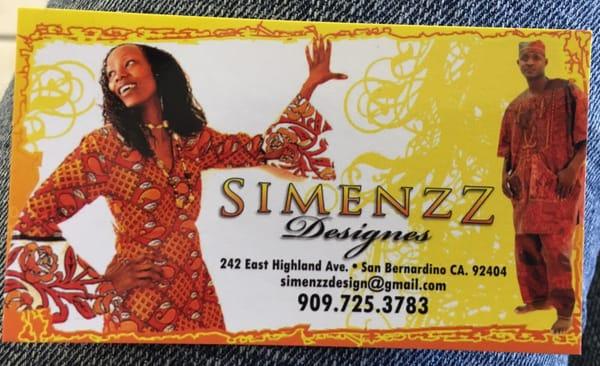 SIMENZZ
Designes
242 East Highland Ave. • San Bernardino CA. 92404
simenzzdesign@gmail.com
909.725.3783